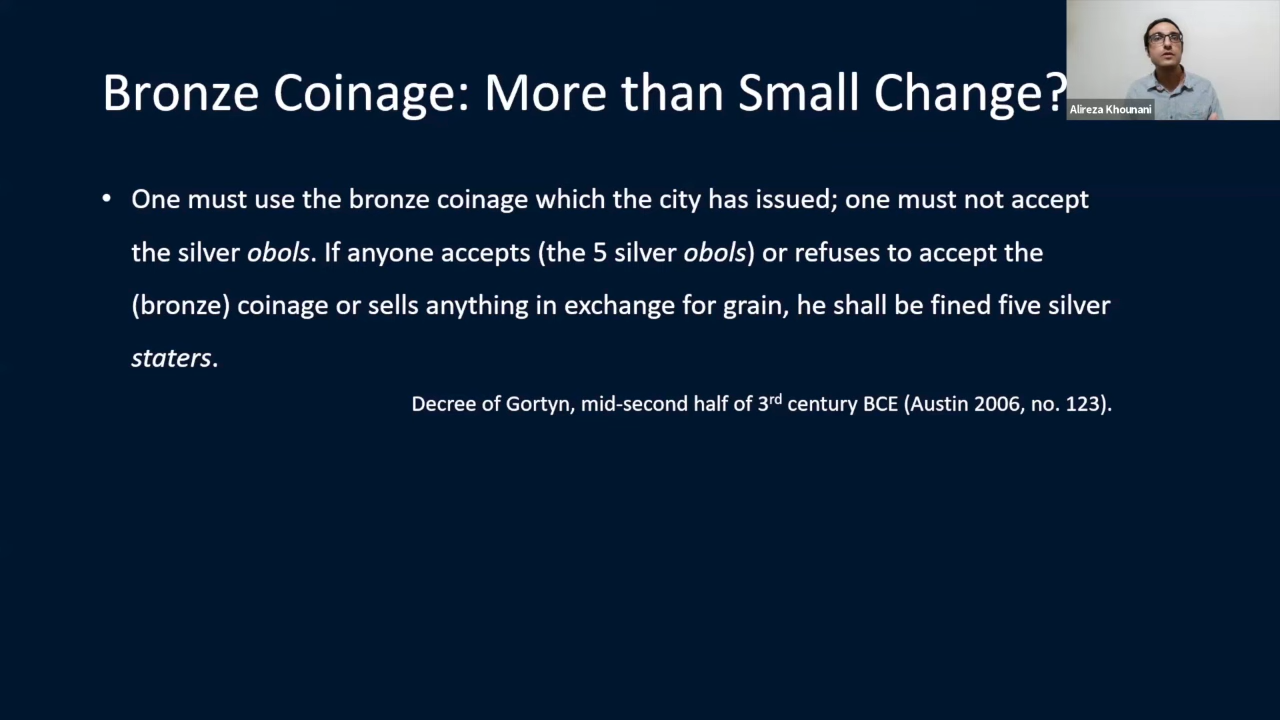 Bronze Coinage: More than Small Change?
Alireza Khounani
• One must use the bronze coinage which the city has issued; one must not accept
the silver obols. If anyone accepts (the 5 silver obols) or refuses to accept the
(bronze) coinage or sells anything in exchange for grain, he shall be fined five silver
staters.
Decree of Gortyn, mid-second half of 3rd century BCE (Austin 2006, no. 123).